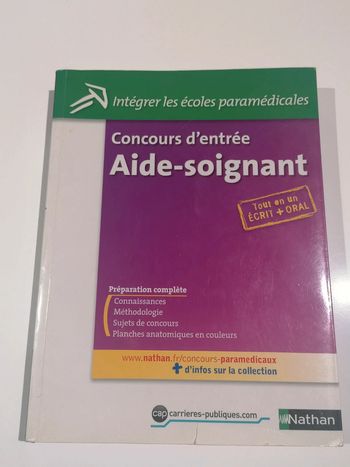 Intégrer les écoles paramédicales
Concours d'entrée
Aide-soignant
Tout en un
ÉCRIT + ORAL
Préparation complète
Connaissances
Méthodologie
Sujets de concours
Planches anatomiques en couleurs
www.nathan.fr/concours-paramedicaux
+ d'infos sur la collection
cap carrieres-publiques.com
Nathan